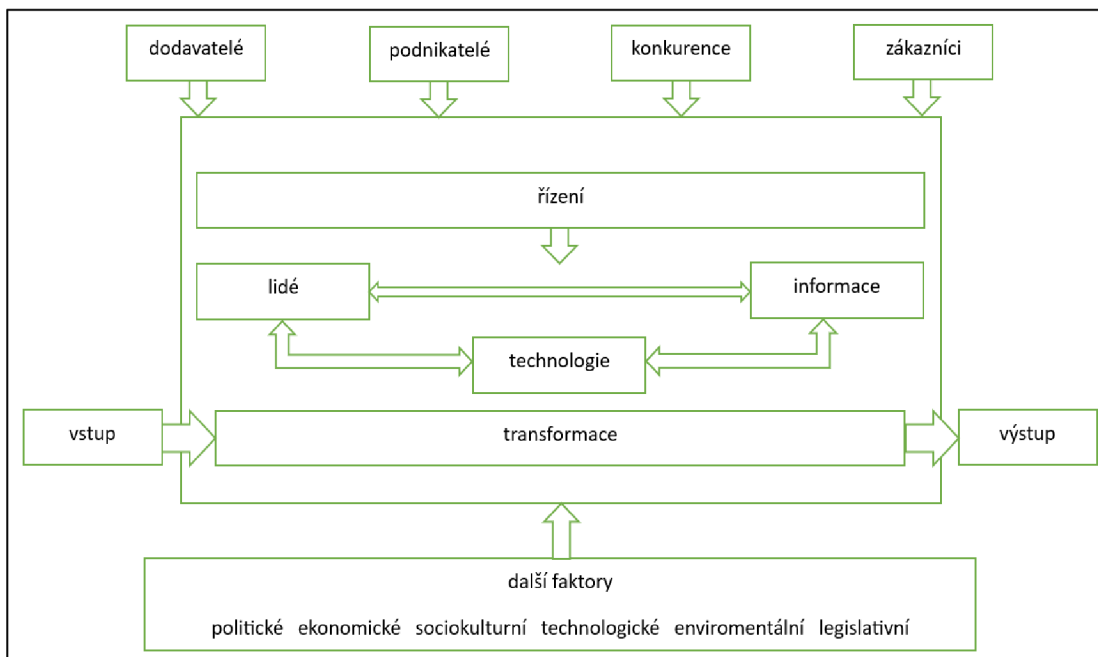 dodavatelé
podnikatelé
konkurence
zákazníci
řízení
lidé
informace
technologie
vstup
transformace
výstup
další faktory
politické ekonomické sociokulturní technologické enviromentální legislativní